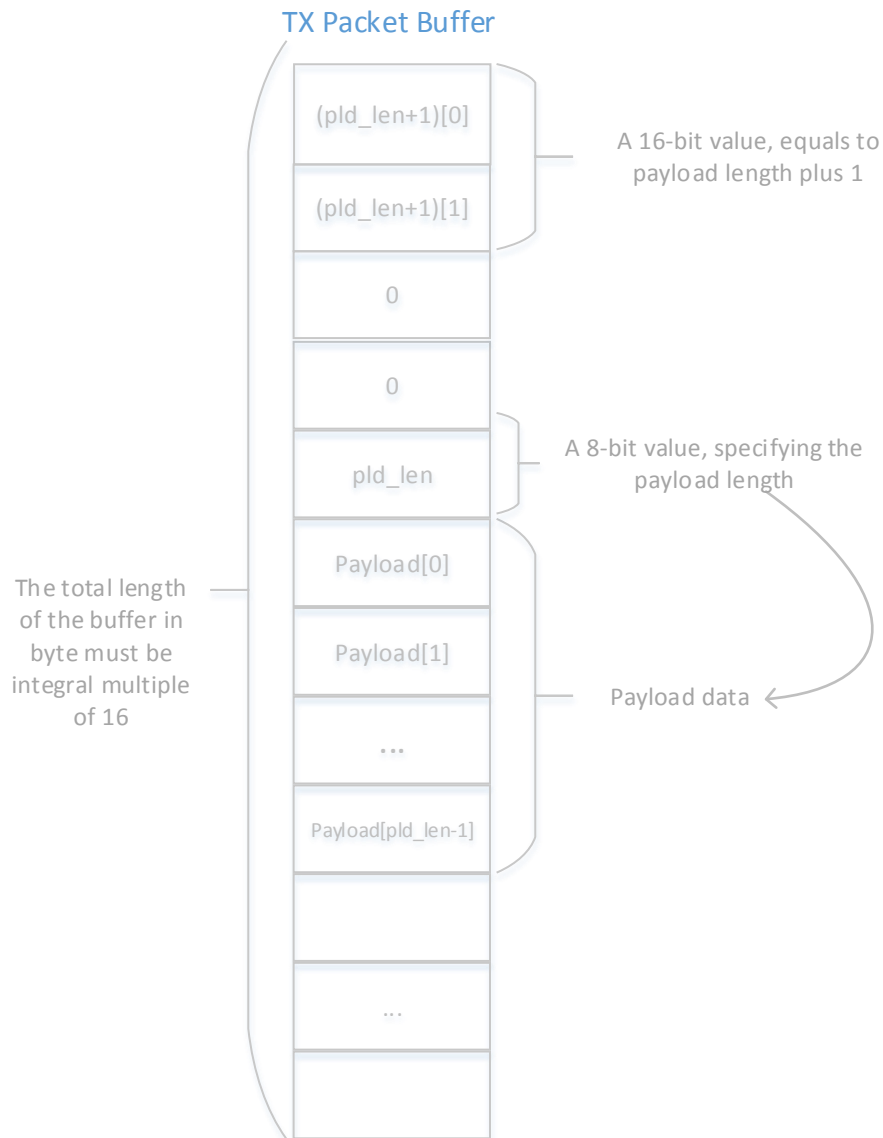 TX Packet Buffer
(pld_len+1)[0]
A 16-bit value, equals to
payload length plus 1
(pld_len+1)[1]
0
0
A 8-bit value, specifying the
payload length
pld_len
Payload[0]
The total length
of the buffer in
byte must be
integral multiple
of 16
Payload[1]
Payload data
...
Payload[pld_len-1]
...